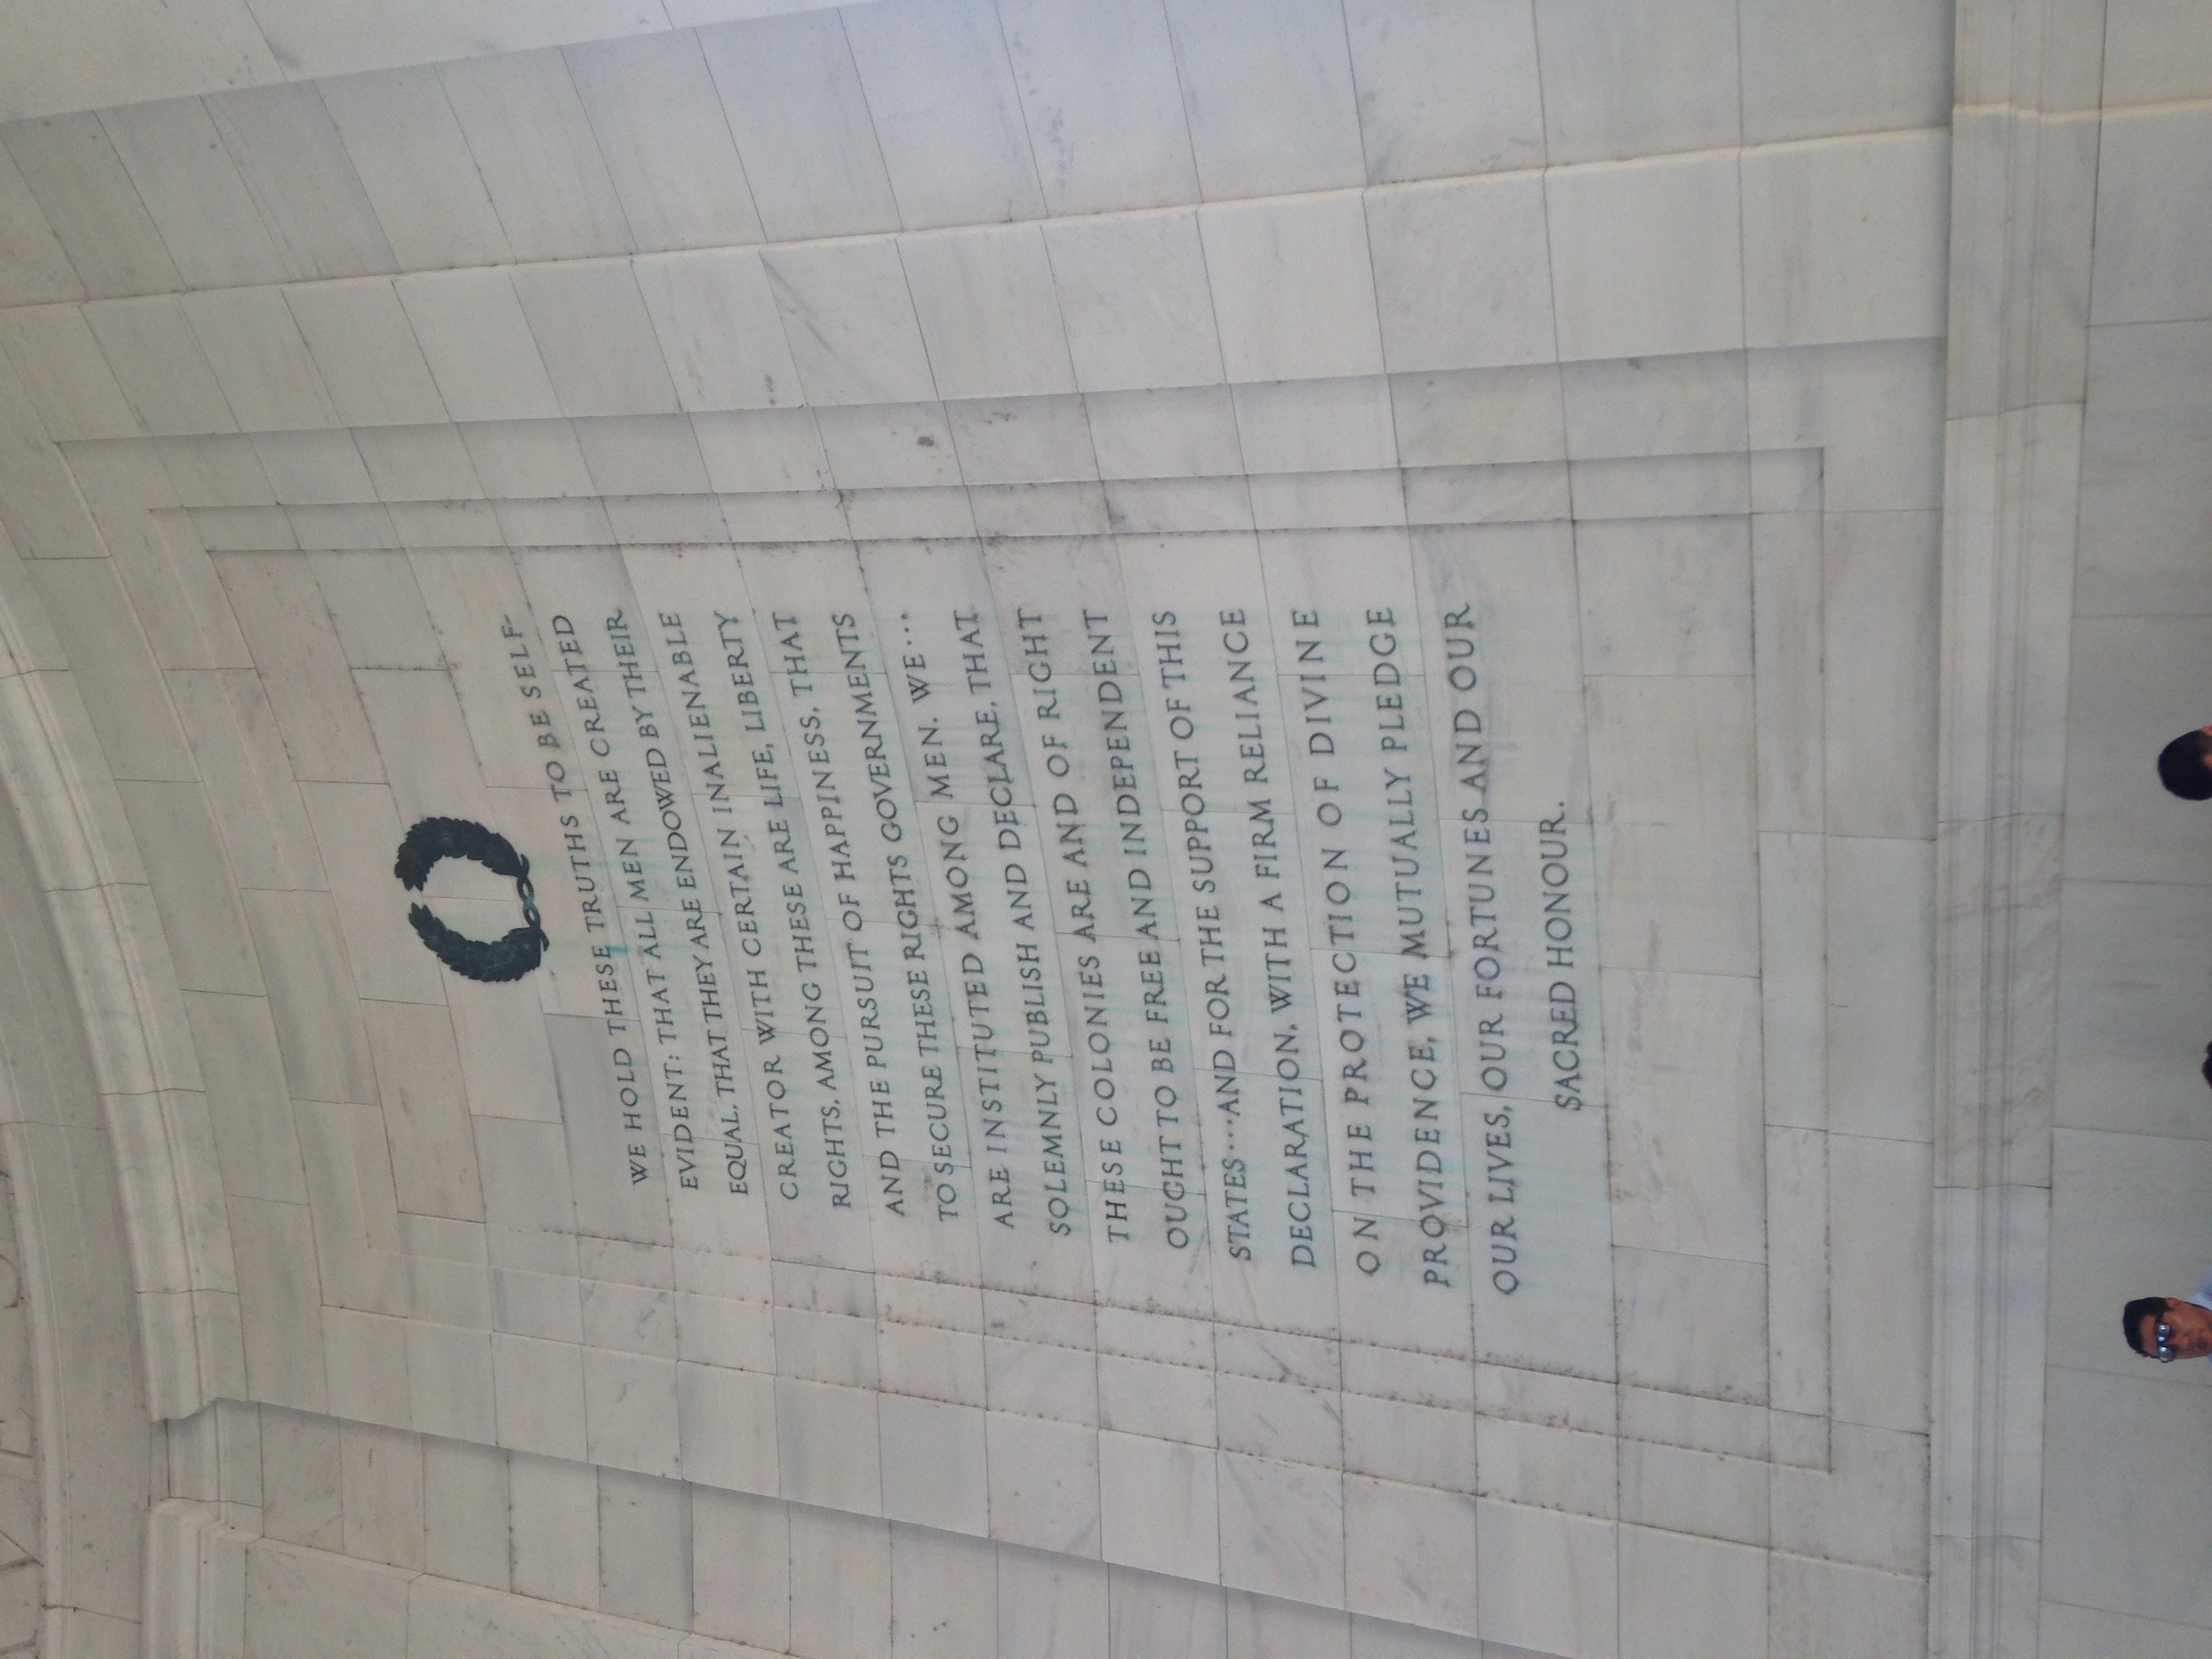 WE HOLD THESE TRUTHS TO BE SELF-
EVIDENT: THAT ALL MEN ARE CREATED
EQUAL, THAT THEY ARE ENDOWED BY THEIR
CREATOR WITH CERTAIN INALIENABLE
RIGHTS, AMONG THESE ARE LIFE, LIBERTY
AND THE PURSUIT OF HAPPINESS, THAT
TO SECURE THESE RIGHTS GOVERNMENTS
ARE INSTITUTED AMONG MEN. WE···
SOLEMNLY PUBLISH AND DECLARE, THAT
THESE COLONIES ARE AND OF RIGHT
OUGHT TO BE FREE AND INDEPENDENT
STATES···AND FOR THE SUPPORT OF THIS
DECLARATION, WITH A FIRM RELIANCE
ON THE PROTECTION OF DIVINE
PROVIDENCE, WE MUTUALLY PLEDGE
OUR LIVES, OUR FORTUNES AND OUR
SACRED HONOUR.